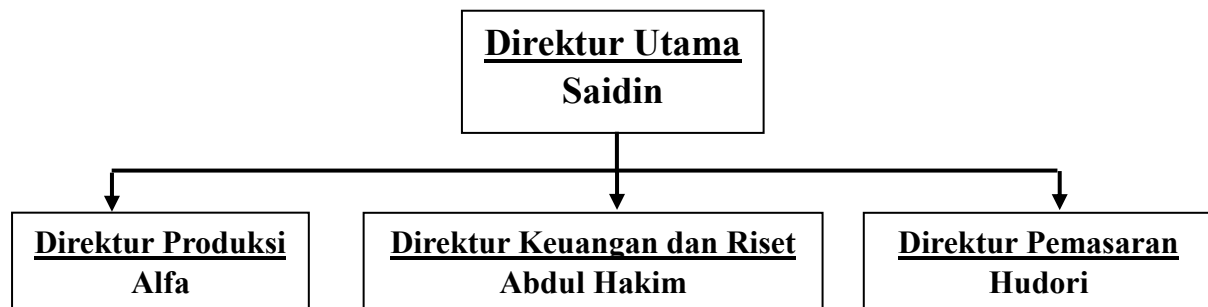 Direktur Utama
Saidin
Direktur Produksi
Alfa
Direktur Keuangan dan Riset
Abdul Hakim
Direktur Pemasaran
Hudori